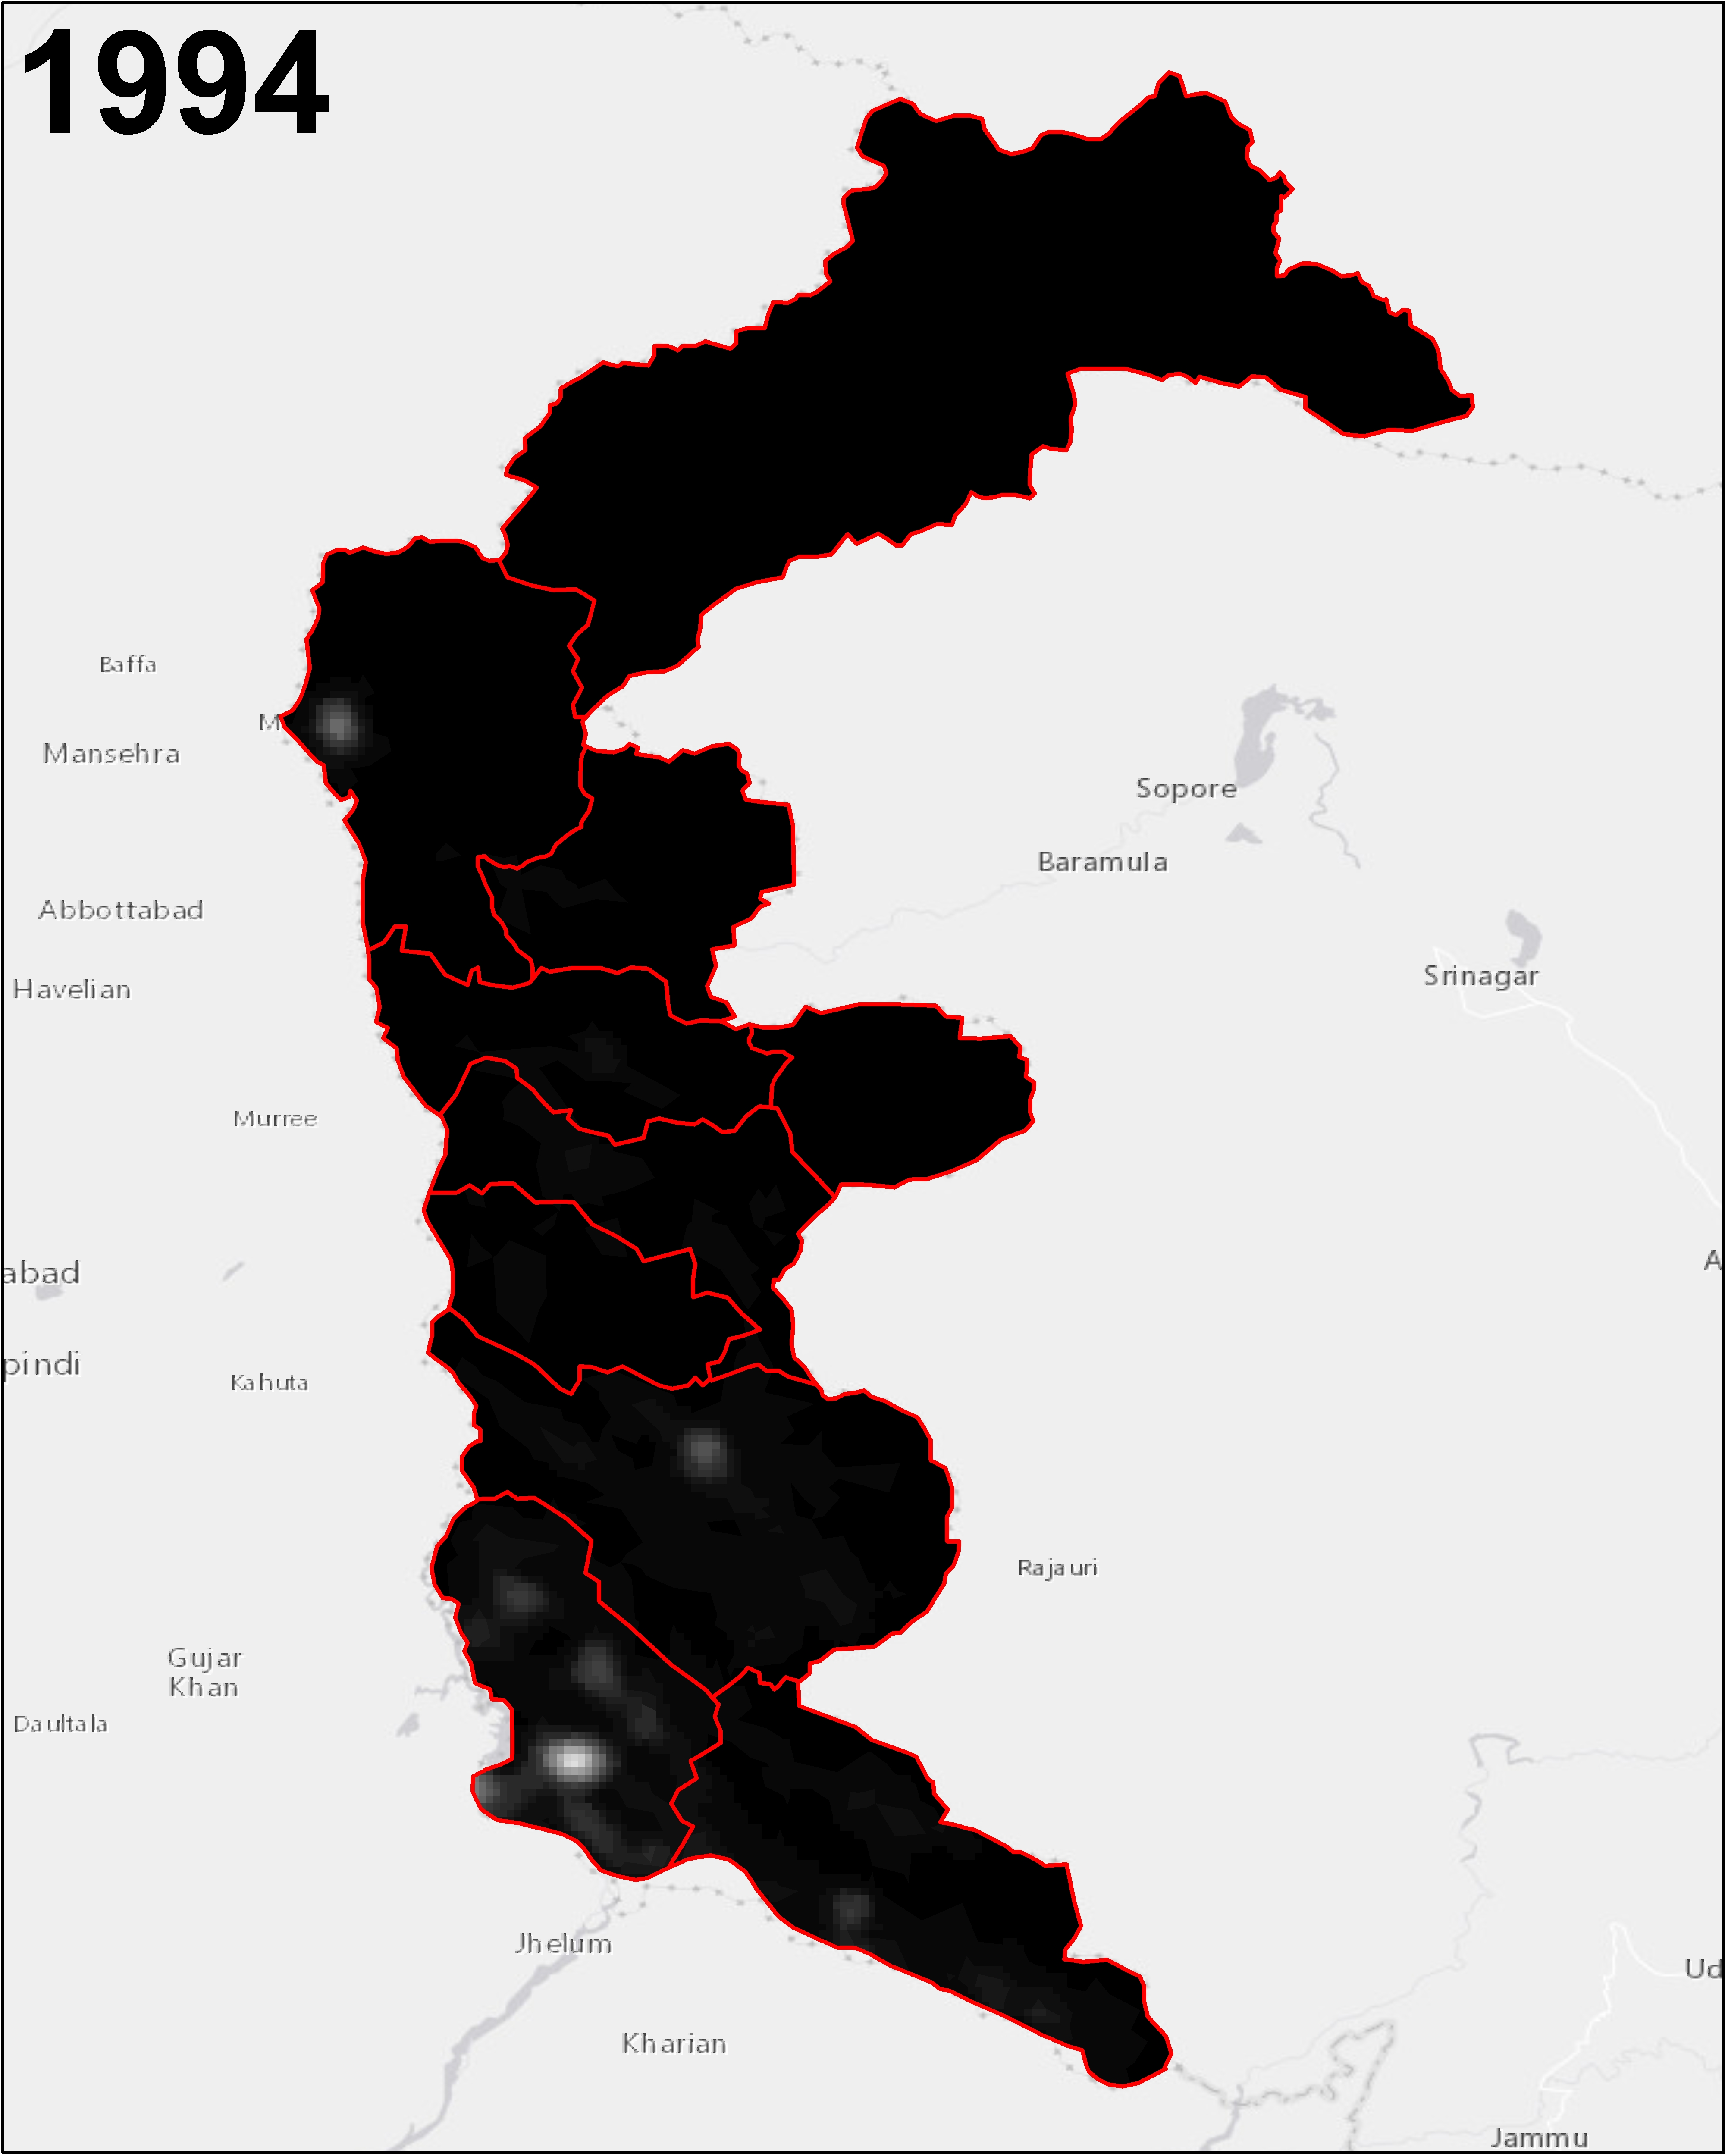 1994
Baffa
M
Mansehra
Sopore
Baramula
Abbottabad
Srinagar
Havelian
Murree
abad
A
pindi
Kahuta
Rajauri
Gujar
Khan
Daultala
Jhelum
Ud
Kharian
Jammu